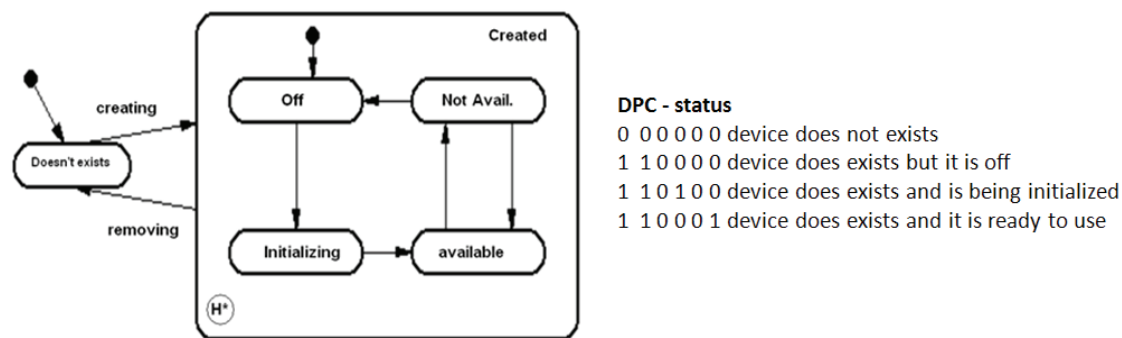 Created
Off
Not Avail.
creating
Doesn't exists
removing
Initializing
available
H*
DPC - status
0 0 0 0 0 0 device does not exists
1 1 0 0 0 0 device does exists but it is off
1 1 0 1 0 0 device does exists and is being initialized
1 1 0 0 0 1 device does exists and it is ready to use